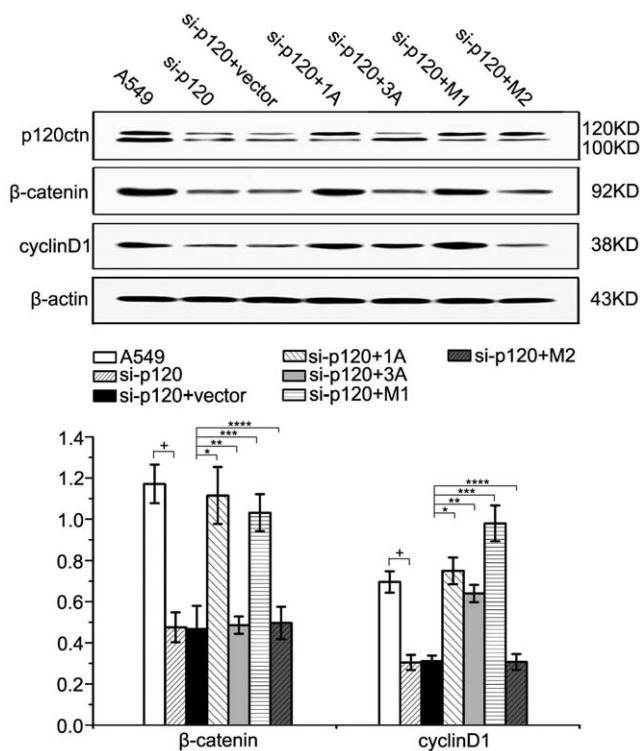 A549
si-p120
si-p120+vector
si-p120+1A
si-p120+3A
si-p120+M1
si-p120+M2
p120ctn
120KD
100KD
β-catenin
92KD
cyclinD1
38KD
β-actin
43KD
A549
si-p120+1A
si-p120+M2
si-p120
si-p120+3A
si-p120+vector
si-p120+M1
1.4
1.2
1.0
0.8
0.6
0.4
0.2
0.0
+
****
***
**
*
+
****
***
**
*
β-catenin
cyclinD1